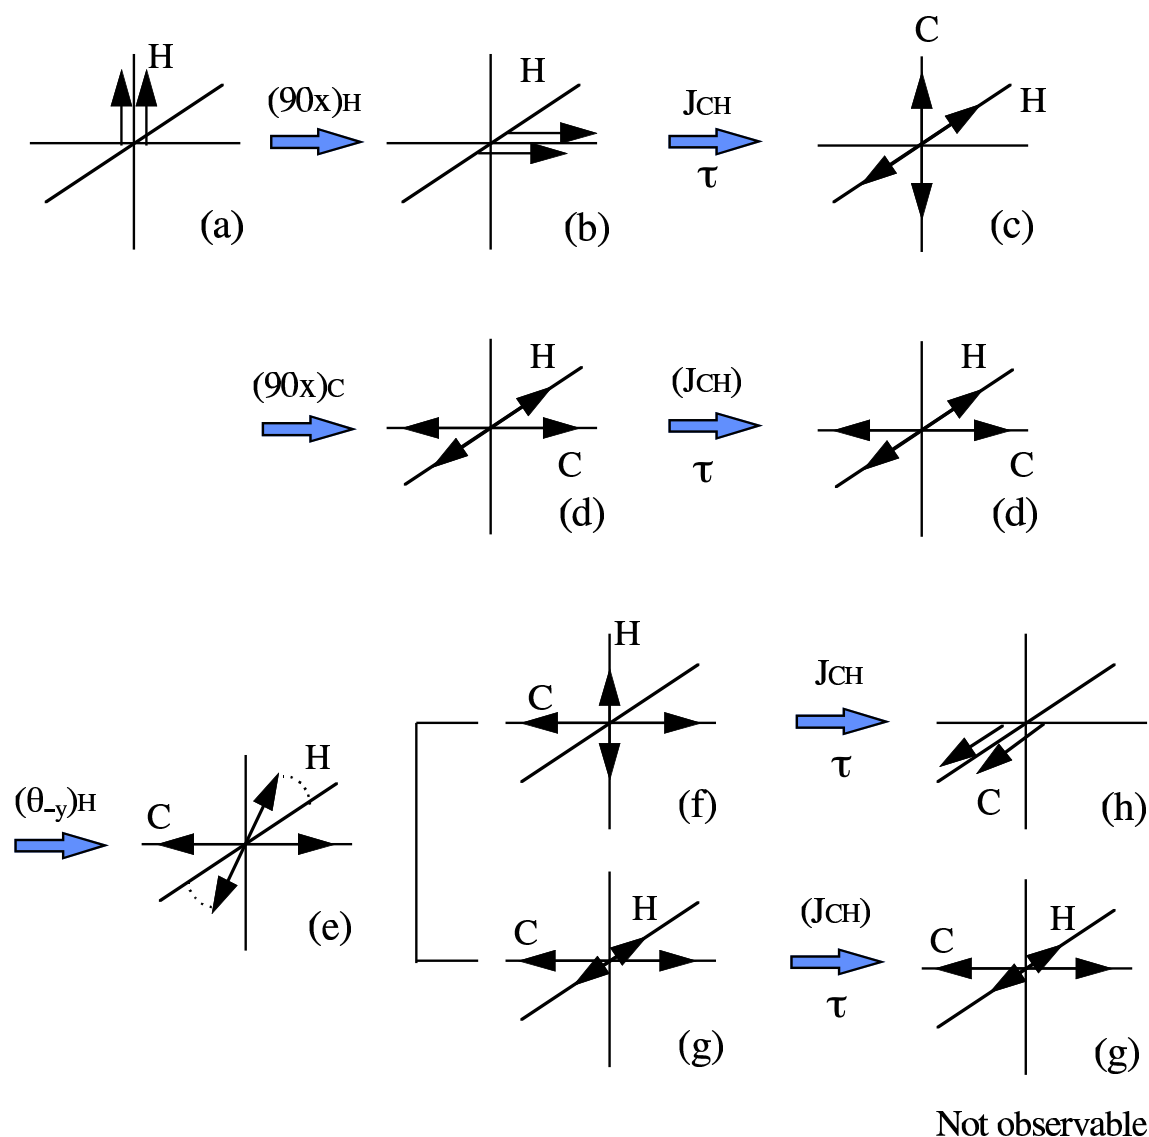 H
(90x)H
(a)
H
JCH
τ
(b)
C
H
(c)
(90x)C
H
C
(d)
(JCH)
τ
H
C
(d)
(θ-y)H
C
H
(e)
H
C
(f)
JCH
τ
C
(h)
C
H
(g)
(JCH)
τ
C
H
(g)
Not observable